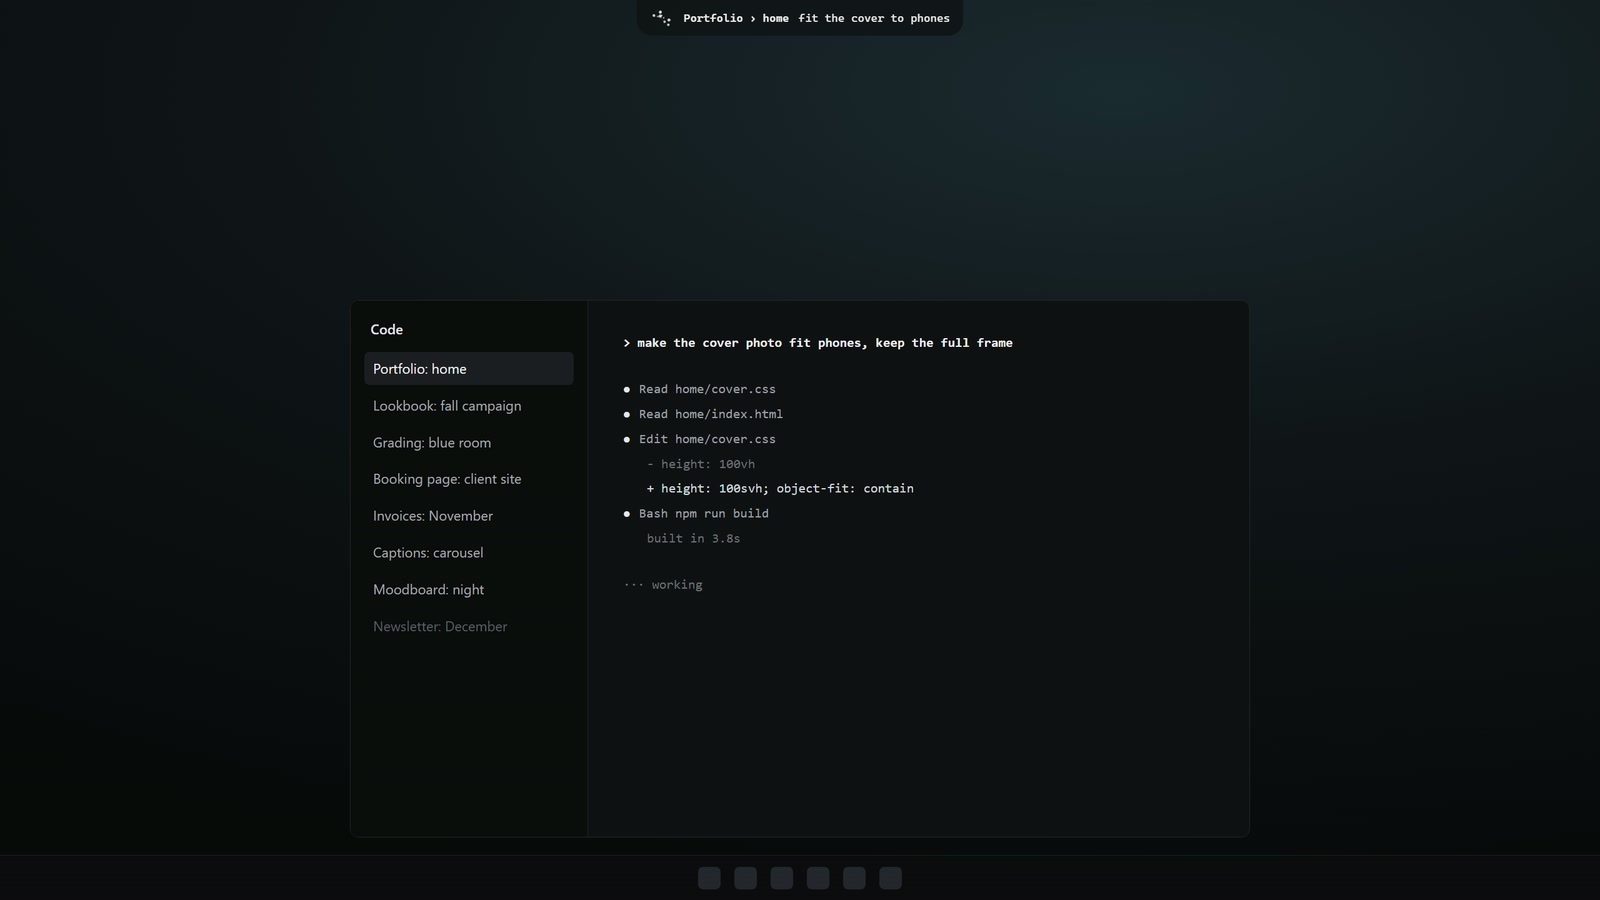 Portfolio › home fit the cover to phones
Code
Portfolio: home
Lookbook: fall campaign
Grading: blue room
Booking page: client site
Invoices: November
Captions: carousel
Moodboard: night
Newsletter: December
> make the cover photo fit phones, keep the full frame
● Read home/cover.css
● Read home/index.html
● Edit home/cover.css
- height: 100vh
+ height: 100svh; object-fit: contain
● Bash npm run build
built in 3.8s
··· working